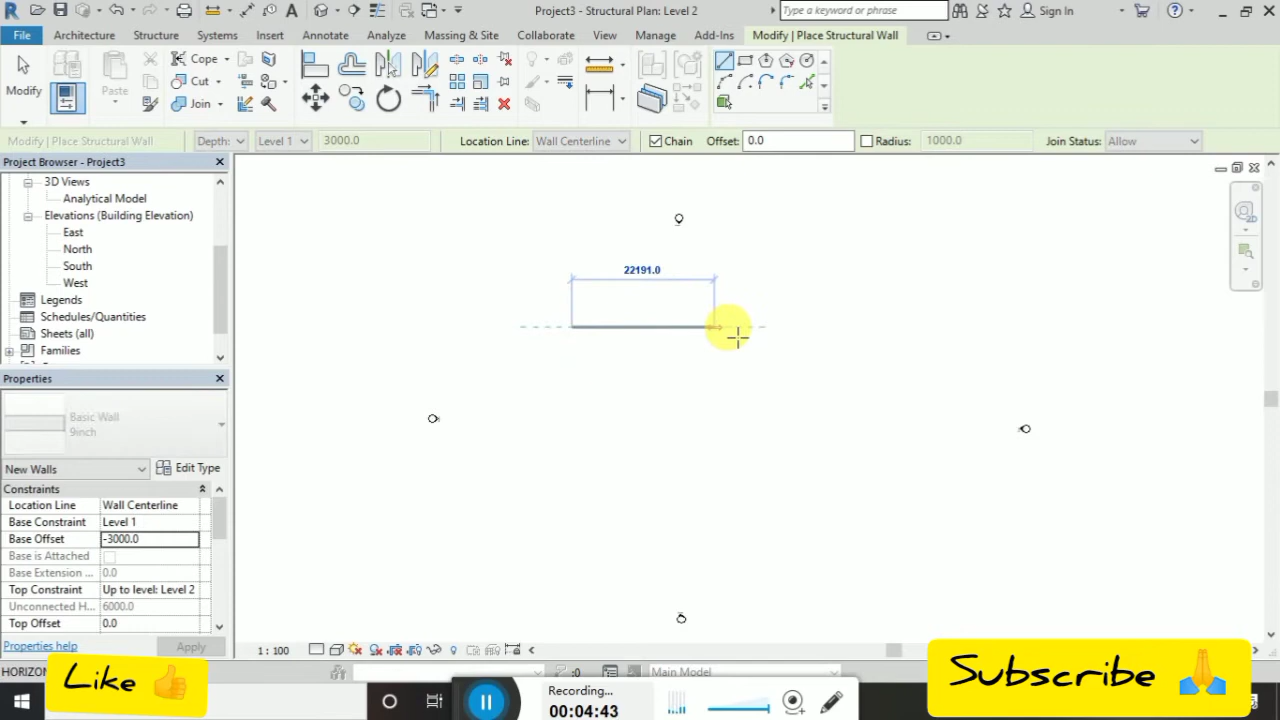 Project3 - Structural Plan: Level 2
Type a keyword or phrase
Sign In
File Architecture Structure Systems Insert Annotate Analyze Massing & Site Collaborate View Manage Add-Ins Modify | Place Structural Wall
Modify
Paste
Cope
Cut
Join
Modify | Place Structural Wall Depth: Level 1 3000.0 Location Line: Wall Centerline Chain Offset: 0.0 Radius: 1000.0 Join Status: Allow
Project Browser - Project3
3D Views
Analytical Model
Elevations (Building Elevation)
East
North
South
West
Legends
Schedules/Quantities
Sheets (all)
Families
22191.0
2D
Properties
Basic Wall
9inch
New Walls Edit Type
Constraints
Location Line Wall Centerline
Base Constraint Level 1
Base Offset -3000.0
Base is Attached
Base Extension ... 0.0
Top Constraint Up to level: Level 2
Unconnected H... 6000.0
Top Offset 0.0
Properties help Apply
1 : 100
:0 Main Model
Like
Subscribe
Recording...
00:04:43